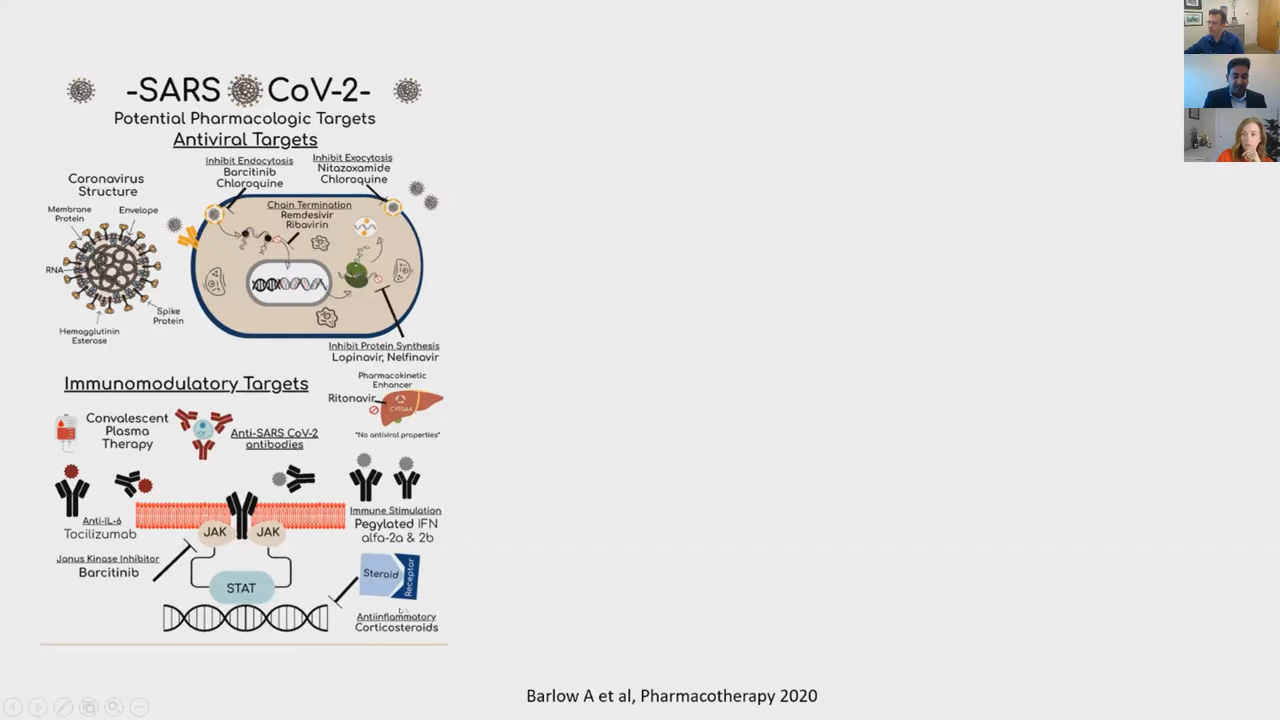 -SARS CoV-2-
Potential Pharmacologic Targets
Antiviral Targets
Inhibit Endocytosis
Barcitinib
Chloroquine
Inhibit Exocytosis
Nitazoxamide
Chloroquine
Coronavirus
Structure
Membrane
Protein
Envelope
RNA
Spike
Protein
Hemagglutinin
Esterase
Chain Termination
Remdesivir
Ribavirin
Inhibit Protein Synthesis
Lopinavir, Nelfinavir
Immunomodulatory Targets
Pharmacokinetic
Enhancer
Ritonavir
CYP3A4
"No antiviral properties"
Convalescent
Plasma
Therapy
Anti-SARS CoV-2
antibodies
Anti-IL-6
Tocilizumab
JAK
JAK
Immune Stimulation
Pegylated IFN
alfa-2a & 2b
Janus Kinase Inhibitor
Barcitinib
STAT
Steroid
Receptor
Antiinflammatory
Corticosteroids
Barlow A et al, Pharmacotherapy 2020